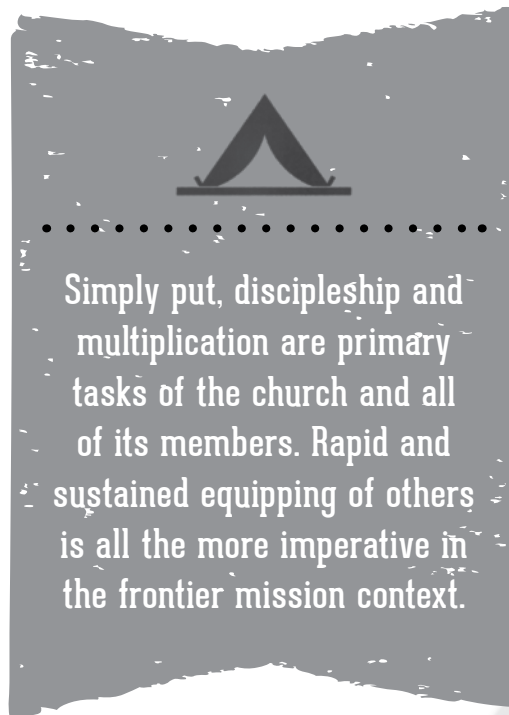 Simply put, discipleship and
multiplication are primary
tasks of the church and all
of its members. Rapid and
sustained equipping of others
is all the more imperative in
the frontier mission context.